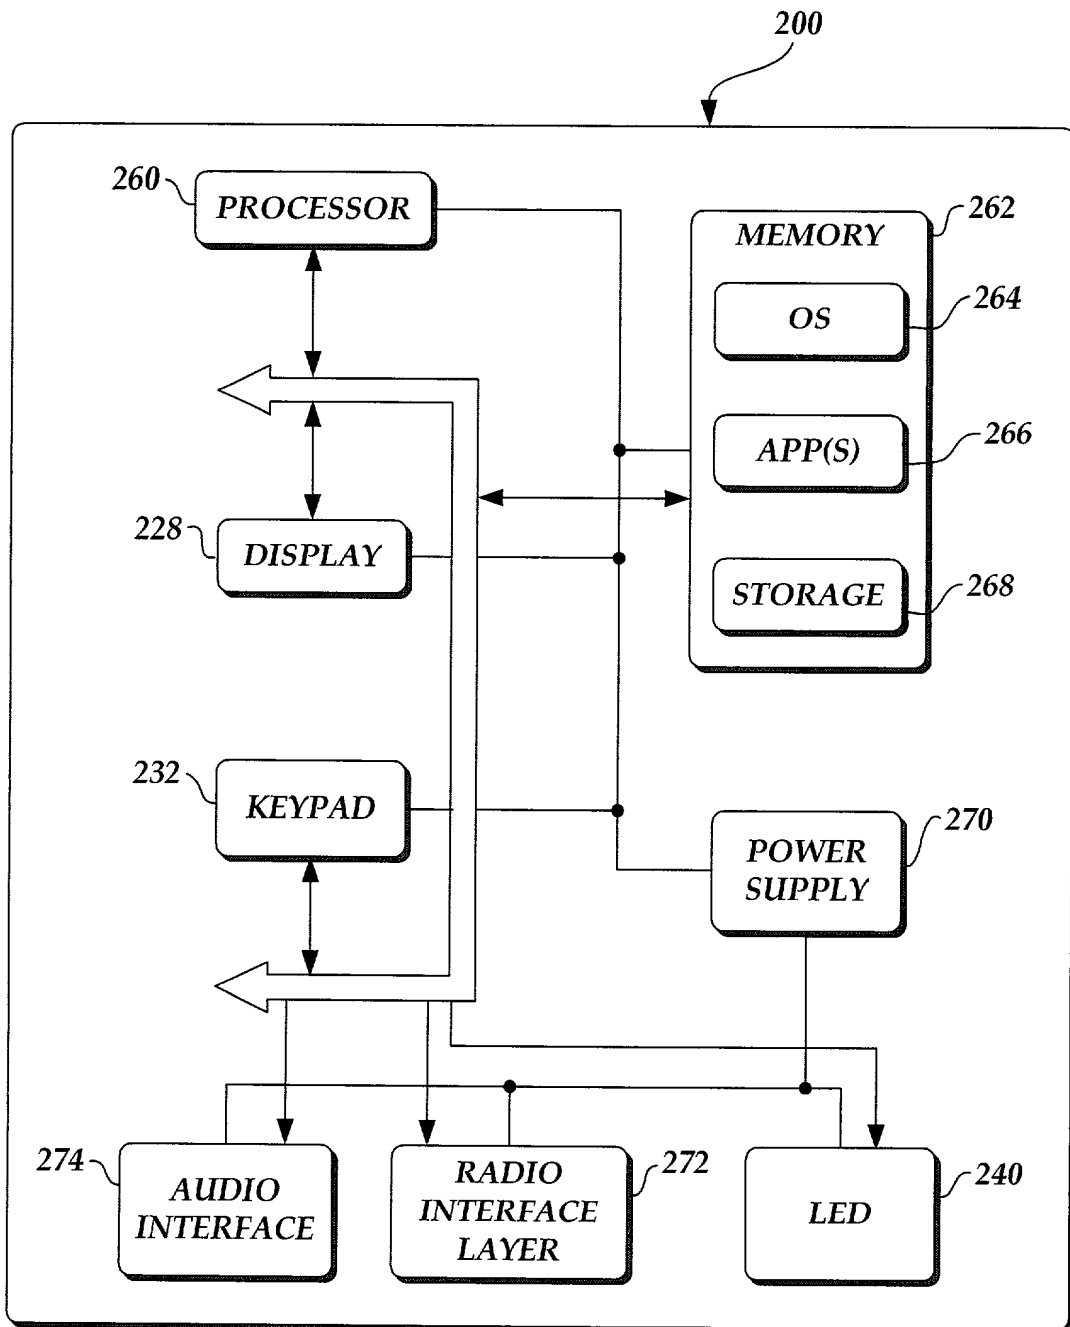 200
260
PROCESSOR
262
MEMORY
OS
264
APP(S)
266
228
DISPLAY
STORAGE
268
232
KEYPAD
270
POWER
SUPPLY
274
AUDIO
INTERFACE
RADIO
INTERFACE
LAYER
272
LED
240